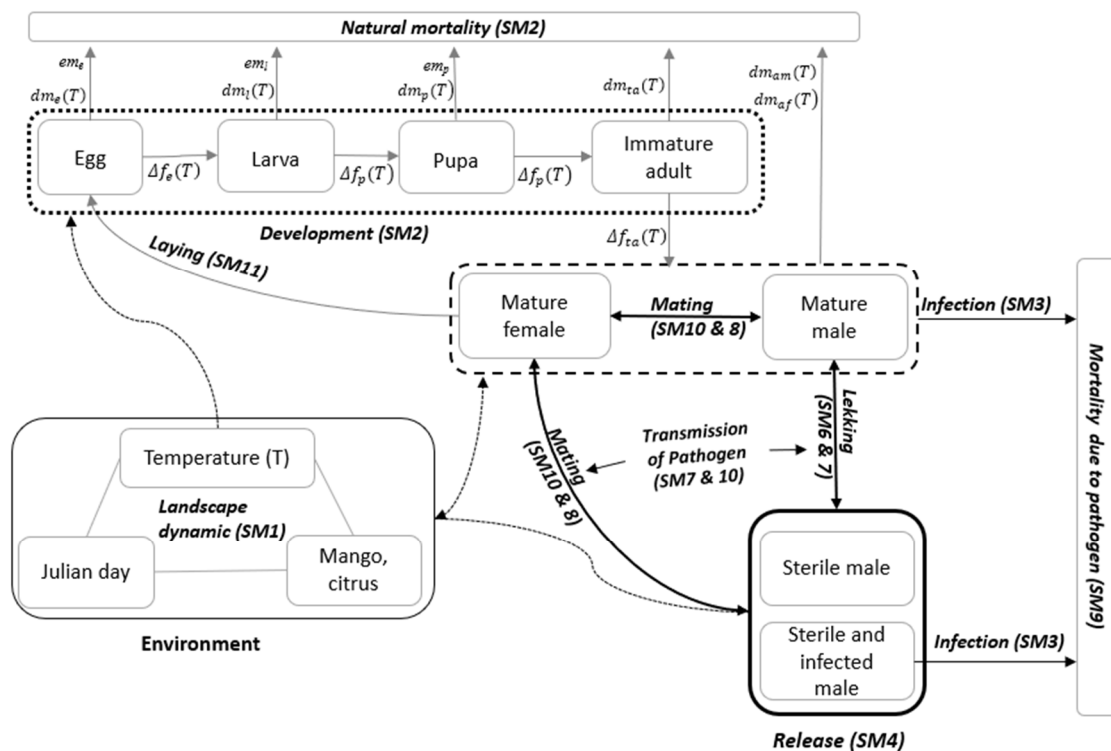 Natural mortality (SM2)
em_e
dm_e(T)
em_l
dm_l(T)
em_p
dm_p(T)
dm_ta(T)
dm_am(T)
dm_af(T)
Egg
Δf_e(T)
Larva
Δf_p(T)
Pupa
Δf_p(T)
Immature
adult
Development (SM2)
Δf_ta(T)
Laying (SM11)
Mature
female
Mating
(SM10 & 8)
Mature
male
Infection (SM3)
Mortality due to pathogen (SM9)
Lekking
(SM6 & 7)
Mating
(SM10 & 8)
Transmission
of Pathogen
(SM7 & 10)
Temperature (T)
Landscape
dynamic (SM1)
Julian day
Mango,
citrus
Environment
Sterile male
Sterile and
infected
male
Infection (SM3)
Release (SM4)